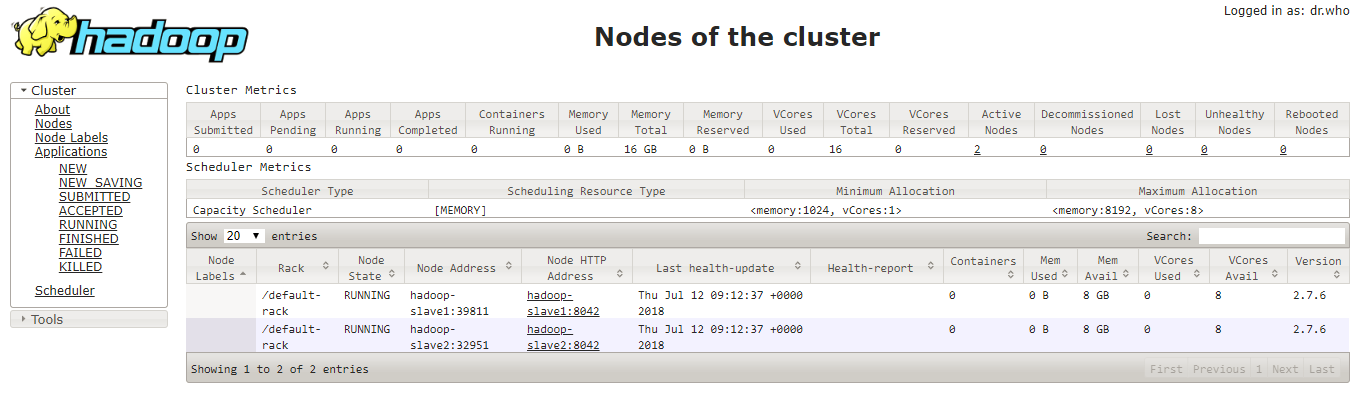 Logged in as: dr.who
hadoop
Nodes of the cluster
Cluster
About
Nodes
Node Labels
Applications
NEW
NEW_SAVING
SUBMITTED
ACCEPTED
RUNNING
FINISHED
FAILED
KILLED
Scheduler
Tools
Cluster Metrics
Apps Submitted Apps Pending Apps Running Apps Completed Containers Running Memory Used Memory Total Memory Reserved VCores Used VCores Total VCores Reserved Active Nodes Decommissioned Nodes Lost Nodes Unhealthy Nodes Rebooted Nodes
0 0 0 0 0 0 B 16 GB 0 B 0 16 0 2 0 0 0 0
Scheduler Metrics
Scheduler Type Scheduling Resource Type Minimum Allocation Maximum Allocation
Capacity Scheduler [MEMORY] <memory:1024, vCores:1> <memory:8192, vCores:8>
Show 20 entries Search:
Node Labels Rack Node State Node Address Node HTTP Address Last health-update Health-report Containers Mem Used Mem Avail VCores Used VCores Avail Version
/default-rack RUNNING hadoop-slave1:39811 hadoop-slave1:8042 Thu Jul 12 09:12:37 +0000 2018 0 0 B 8 GB 0 8 2.7.6
/default-rack RUNNING hadoop-slave2:32951 hadoop-slave2:8042 Thu Jul 12 09:12:37 +0000 2018 0 0 B 8 GB 0 8 2.7.6
Showing 1 to 2 of 2 entries First Previous 1 Next Last